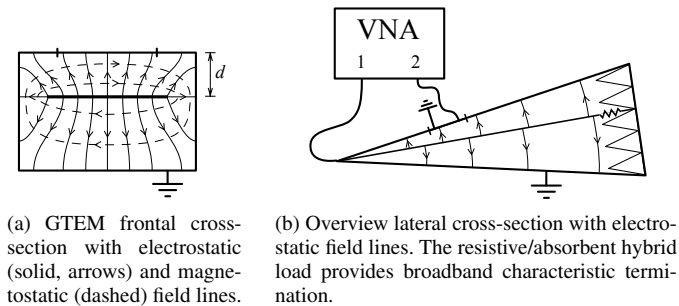 d
VNA
1 2
(a) GTEM frontal cross-
section with electrostatic
(solid, arrows) and magne-
tostatic (dashed) field lines.
(b) Overview lateral cross-section with electro-
static field lines. The resistive/absorbent hybrid
load provides broadband characteristic termi-
nation.